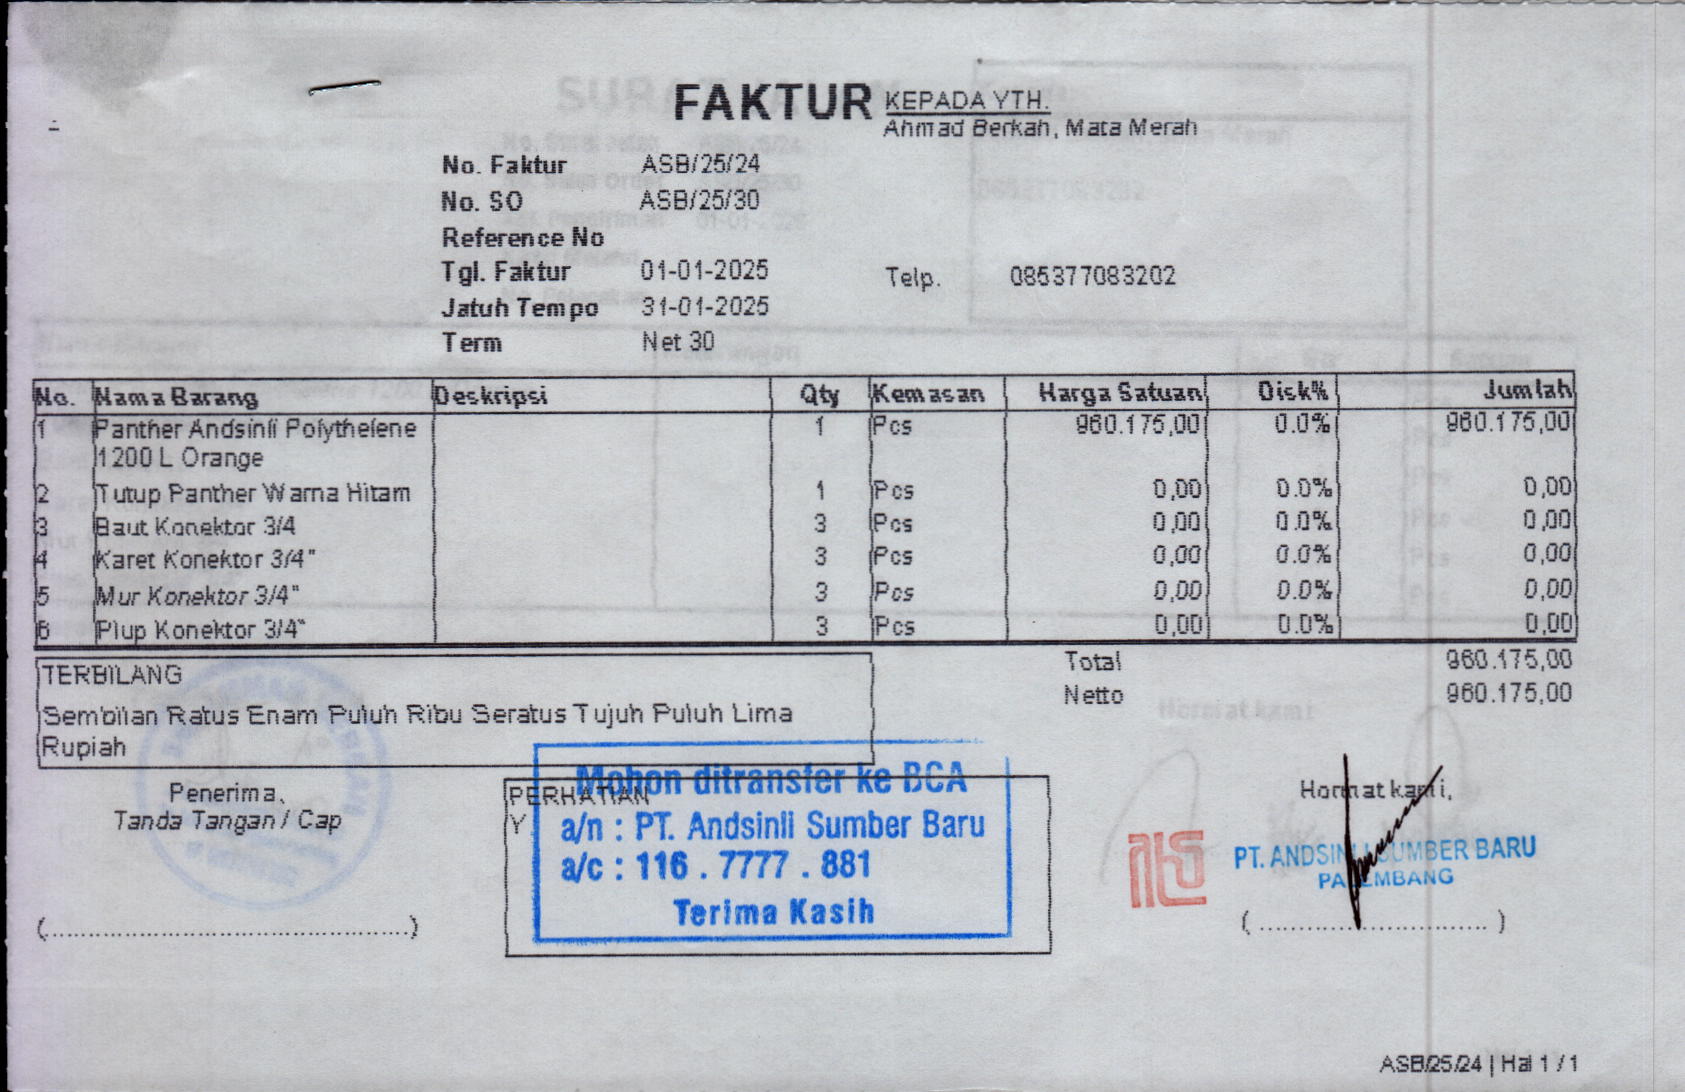 FAKTUR
KEPADA YTH.
Ahmad Berkah, Mata Merah
No. Faktur ASB/25/24
No. SO ASB/25/30
Reference No
Tgl. Faktur 01-01-2025
Telp. 085377083202
Jatuh Tempo 31-01-2025
Term Net 30
No. Nama Barang Deskripsi Qty Kemasan Harga Satuan Disk% Jumlah
1 Panther Andsinli Polythelene 1 Pcs 960.175,00 0.0% 960.175,00
1200 L Orange
2 Tutup Panther Warna Hitam 1 Pcs 0,00 0.0% 0,00
3 Baut Konektor 3/4 3 Pcs 0,00 0.0% 0,00
4 Karet Konektor 3/4" 3 Pcs 0,00 0.0% 0,00
5 Mur Konektor 3/4" 3 Pcs 0,00 0.0% 0,00
6 Plup Konektor 3/4" 3 Pcs 0,00 0.0% 0,00
Total 960.175,00
Netto 960.175,00
TERBILANG
Sembilan Ratus Enam Puluh Ribu Seratus Tujuh Puluh Lima
Rupiah
Penerima,
Tanda Tangan / Cap
(............................................)
PERHATIAN
Y
Mohon ditransfer ke BCA
a/n : PT. Andsinli Sumber Baru
a/c : 116 . 7777 . 881
Terima Kasih
Hormat kami,
PT. ANDSINLI SUMBER BARU
PALEMBANG
( ............................ )
ASB/25/24 | Hal 1 / 1